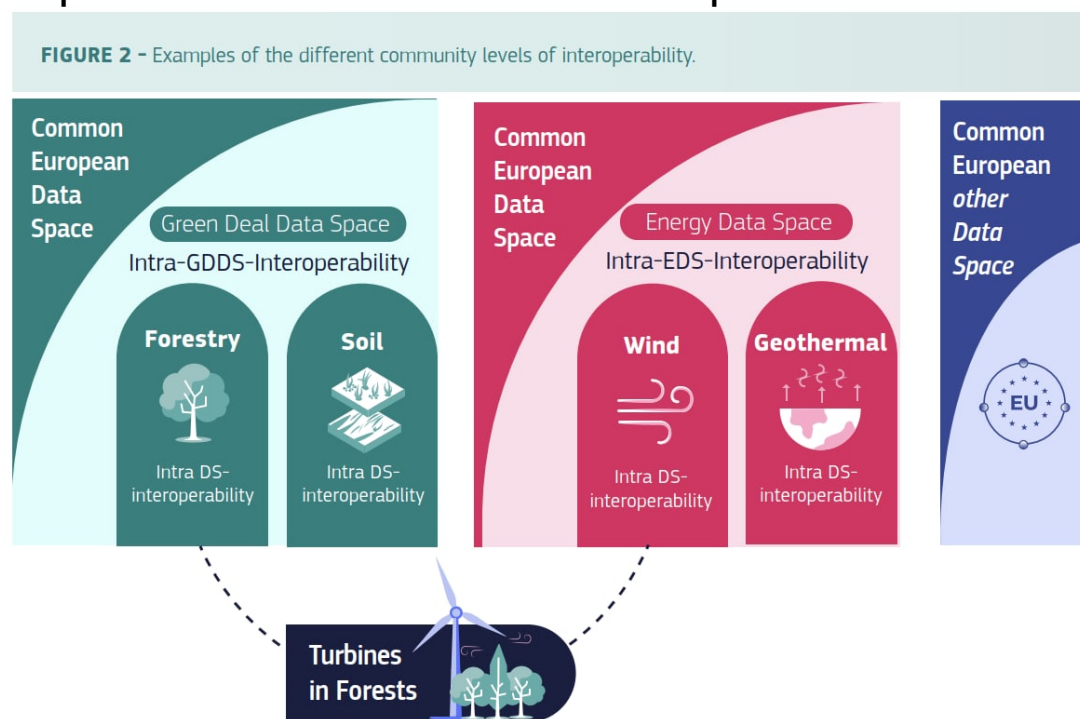 FIGURE 2 - Examples of the different community levels of interoperability.
Common
European
Data
Space
Green Deal Data Space
Intra-GDDS-Interoperability
Forestry
Intra DS-
interoperability
Soil
Intra DS-
interoperability
Common
European
Data
Space
Energy Data Space
Intra-EDS-Interoperability
Wind
Intra DS-
interoperability
Geothermal
Intra DS-
interoperability
Common
European
other
Data
Space
EU
Turbines
in Forests